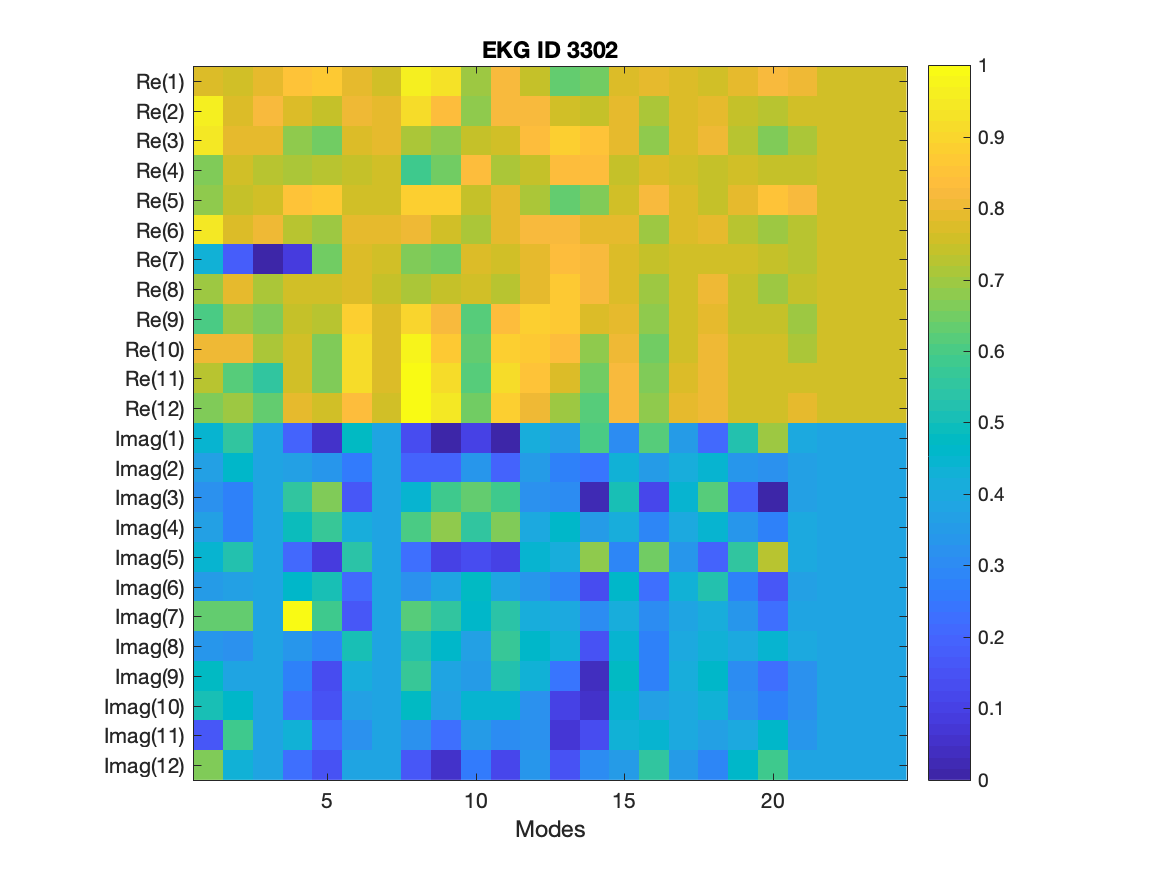 EKG ID 3302
Re(1)
Re(2)
Re(3)
Re(4)
Re(5)
Re(6)
Re(7)
Re(8)
Re(9)
Re(10)
Re(11)
Re(12)
Imag(1)
Imag(2)
Imag(3)
Imag(4)
Imag(5)
Imag(6)
Imag(7)
Imag(8)
Imag(9)
Imag(10)
Imag(11)
Imag(12)
5 10 15 20
Modes
1
0.9
0.8
0.7
0.6
0.5
0.4
0.3
0.2
0.1
0